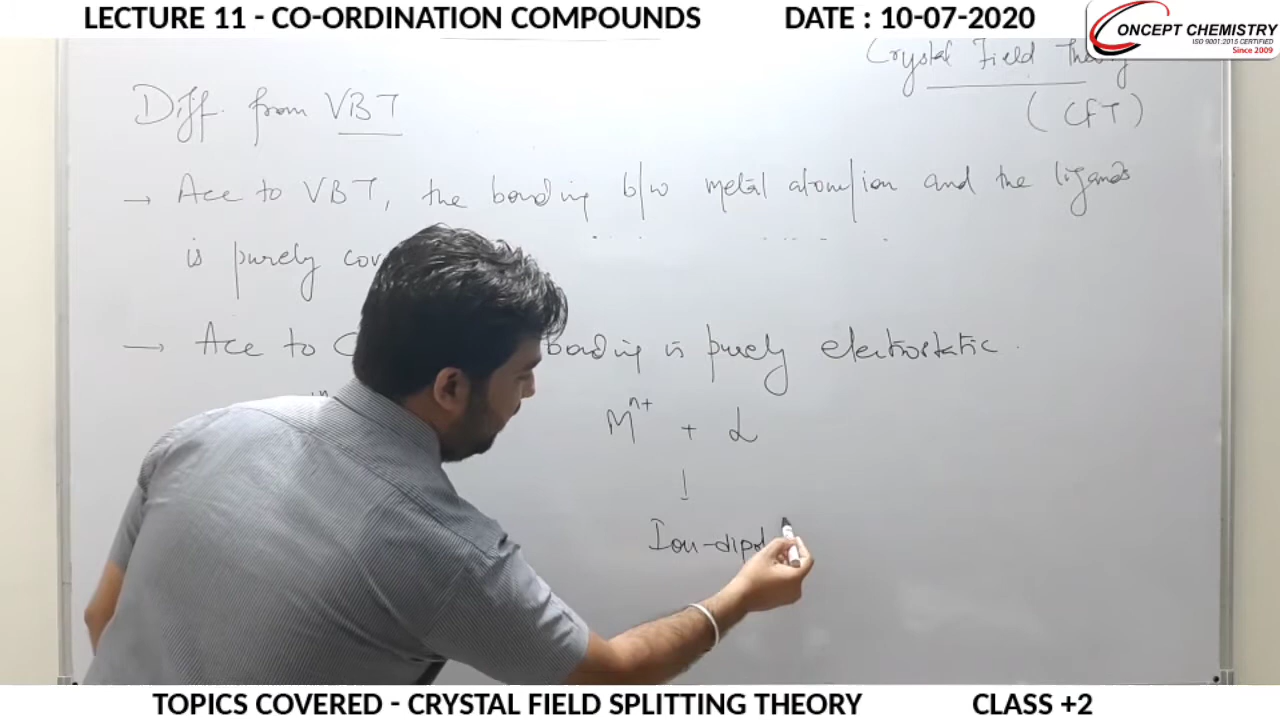 LECTURE 11 - CO-ORDINATION COMPOUNDS DATE : 10-07-2020
ONCEPT CHEMISTRY
ISO 9001:2015 CERTIFIED
Since 2009
Crystal Field Theory
(CFT)
Diff. from VBT
→ Acc to VBT, the bonding b/w metal atom/ion and the ligands
is purely cov
→ Acc to C bonding is purely electrostatic.
Mⁿ⁺ + L
↓
Ion-dipol
TOPICS COVERED - CRYSTAL FIELD SPLITTING THEORY CLASS +2